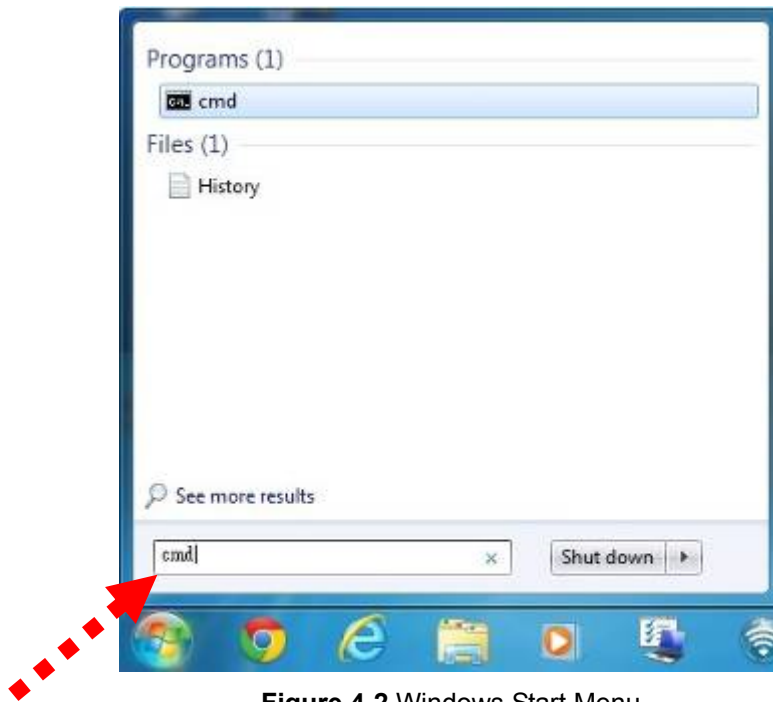 Programs (1)
cmd
Files (1)
History
See more results
cmd
Shut down
Figure 4-2 Windows Start Menu